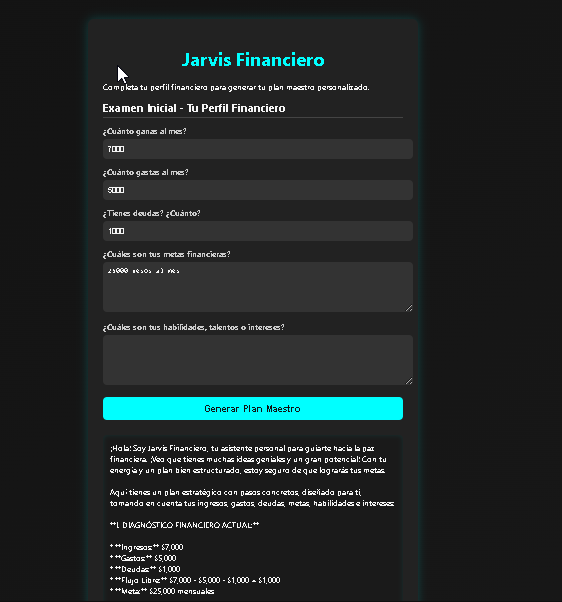 Jarvis Financiero
Completa tu perfil financiero para generar tu plan maestro personalizado.
Examen Inicial - Tu Perfil Financiero
¿Cuánto ganas al mes?
7000
¿Cuánto gastas al mes?
5000
¿Tienes deudas? ¿Cuánto?
1000
¿Cuáles son tus metas financieras?
25000 pesos al mes
¿Cuáles son tus habilidades, talentos o intereses?
Generar Plan Maestro
¡Hola! Soy Jarvis Financiero, tu asistente personal para guiarte hacia la paz
financiera. ¡Veo que tienes muchas ideas geniales y un gran potencial! Con tu
energía y un plan bien estructurado, estoy seguro de que lograrás tus metas.
Aquí tienes un plan estratégico con pasos concretos, diseñado para ti,
tomando en cuenta tus ingresos, gastos, deudas, metas, habilidades e intereses:
**1. DIAGNÓSTICO FINANCIERO ACTUAL:**
* **Ingresos:** $7,000
* **Gastos:** $5,000
* **Deudas:** $1,000
* **Flujo Libre:** $7,000 - $5,000 - $1,000 = $1,000
* **Meta:** $25,000 mensuales